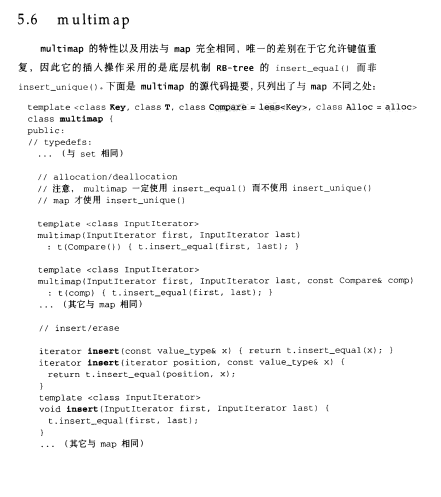 5.6 multimap
multimap 的特性以及用法与 map 完全相同，唯一的差别在于它允许键值重
复，因此它的插入操作采用的是底层机制 RB-tree 的 insert_equal() 而非
insert_unique()。下面是 multimap 的源代码提要，只列出了与 map 不同之处：
template <class Key, class T, class Compare = less<Key>, class Alloc = alloc>
class multimap {
public:
// typedefs:
... （与 set 相同）
// allocation/deallocation
// 注意， multimap 一定使用 insert_equal() 而不使用 insert_unique()
// map 才使用 insert_unique()
template <class InputIterator>
multimap(InputIterator first, InputIterator last)
: t(Compare()) { t.insert_equal(first, last); }
template <class InputIterator>
multimap(InputIterator first, InputIterator last, const Compare& comp)
: t(comp) { t.insert_equal(first, last); }
... （其它与 map 相同）
// insert/erase
iterator insert(const value_type& x) { return t.insert_equal(x); }
iterator insert(iterator position, const value_type& x) {
return t.insert_equal(position, x);
}
template <class InputIterator>
void insert(InputIterator first, InputIterator last) {
t.insert_equal(first, last);
}
... （其它与 map 相同）